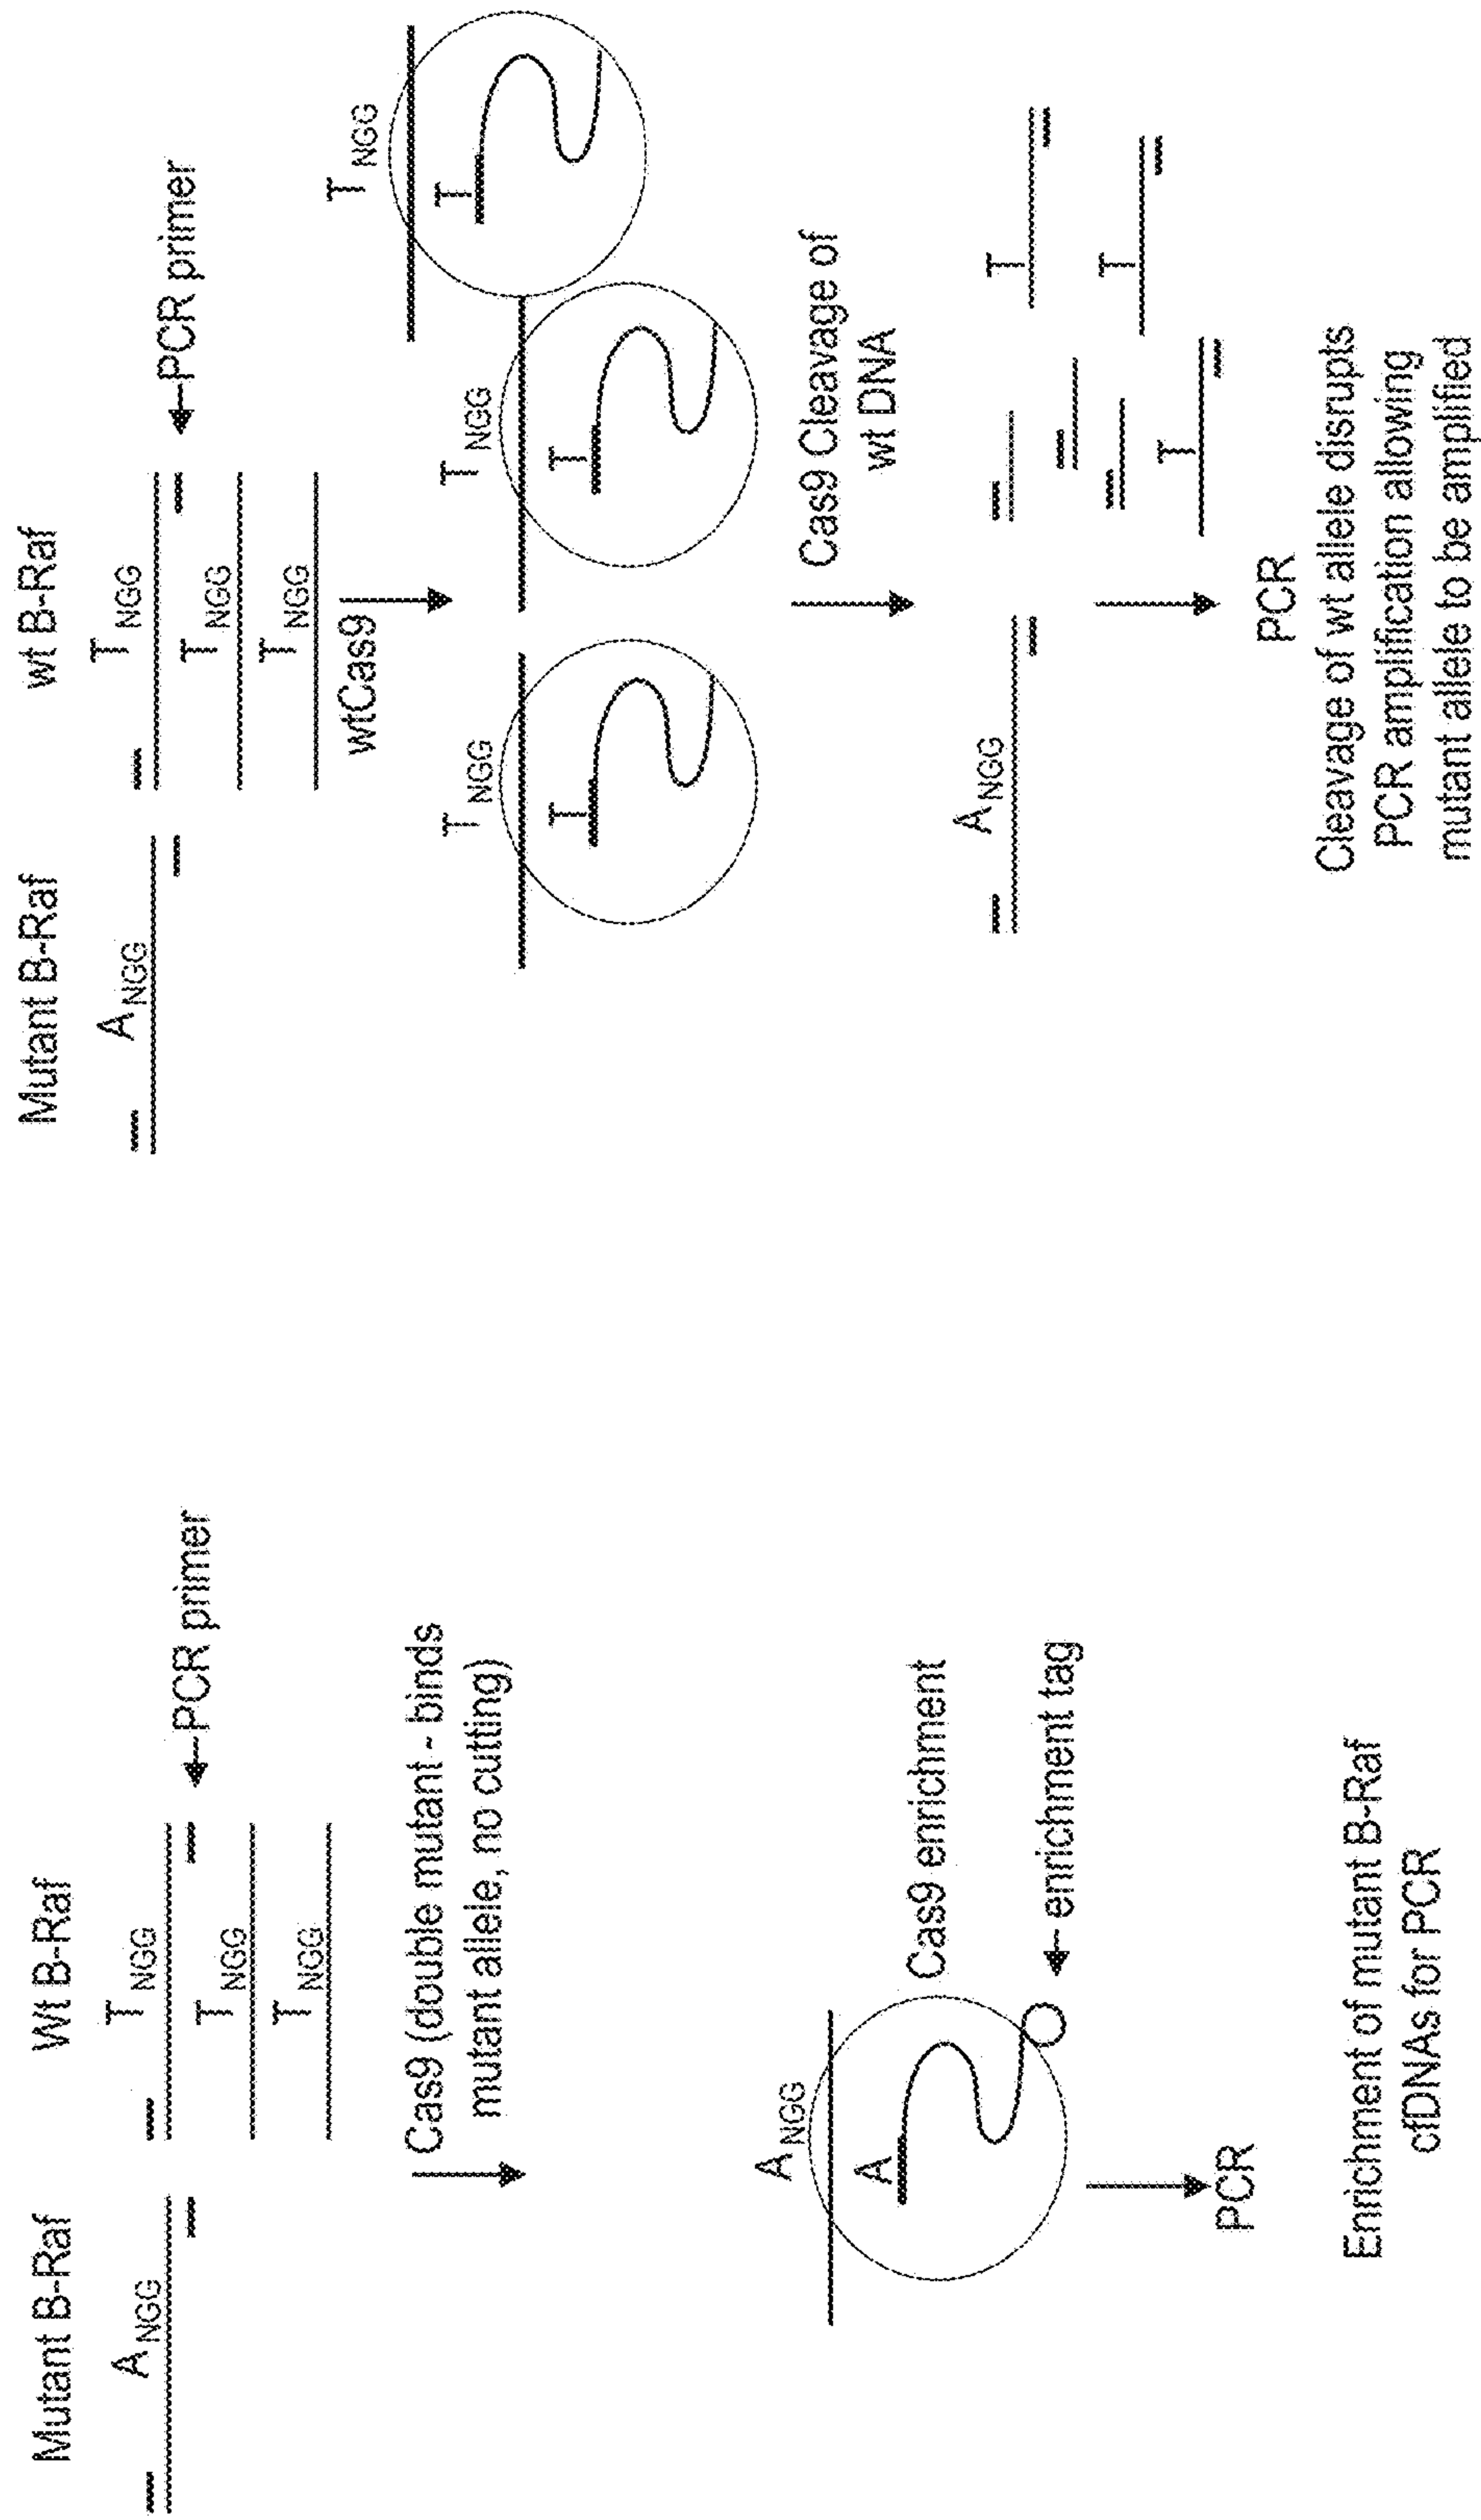 Mutant B-Raf
Wt B-Raf
A NGG
T NGG
T NGG
T NGG
PCR primer
Cas9 (double mutant - binds
mutant allele, no cutting)
A NGG
A
Cas9 enrichment
enrichment tag
PCR
Enrichment of mutant B-Raf
cfDNAs for PCR
Mutant B-Raf
wt B-Raf
A NGG
T NGG
T NGG
T NGG
PCR primer
wtCas9
T NGG
T
T NGG
T
T NGG
T
Cas9 Cleavage of
wt DNA
A NGG
T
T
T
PCR
Cleavage of wt allele disrupts
PCR amplification allowing
mutant allele to be amplified